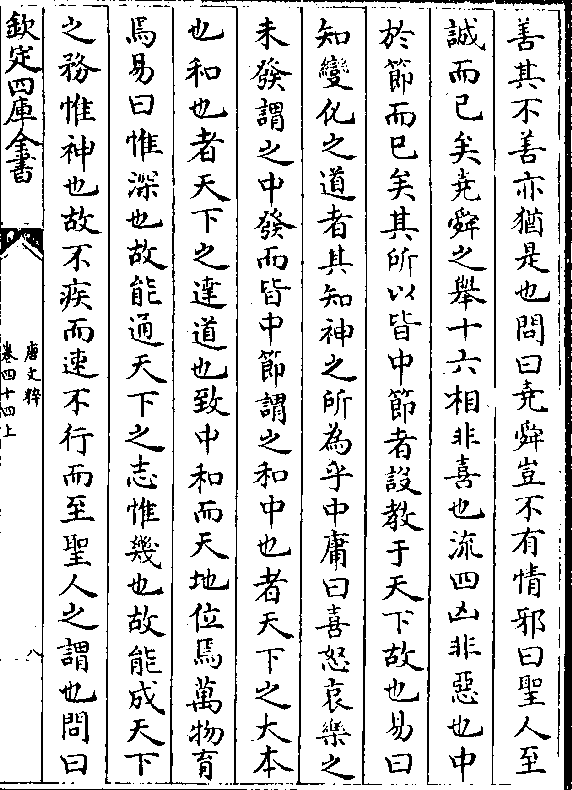 善其不善亦猶是也問曰堯舜豈不有情邪曰聖人至
誠而已矣堯舜之舉十六相非喜也流四凶非惡也中
於節而已矣其所以皆中節者設教于天下故也易曰
知變化之道者其知神之所為乎中庸曰喜怒哀樂之
未發謂之中發而皆中節謂之和中也者天下之大本
也和也者天下之達道也致中和而天地位焉萬物育
焉易曰惟深也故能通天下之志惟幾也故能成天下
之務惟神也故不疾而速不行而至聖人之謂也問曰
欽定四庫全書
唐文粹
卷四十四上
八